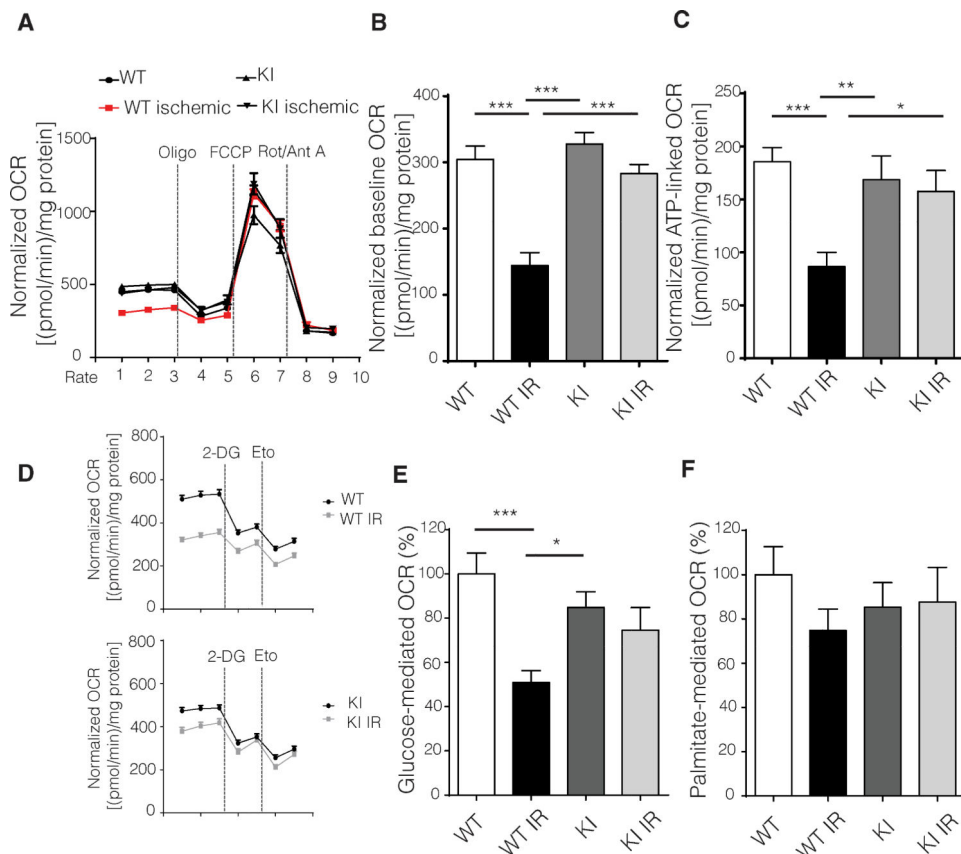 A
WT
KI
WT ischemic
KI ischemic
Normalized OCR
[(pmol/min)/mg protein]
1500
1000
500
0
Oligo
FCCP
Rot/Ant A
Rate
1 2 3 4 5 6 7 8 9 10
B
Normalized baseline OCR
[(pmol/min)/mg protein]
400
300
200
100
0
***
***
***
WT
WT IR
KI
KI IR
C
Normalized ATP-linked OCR
[(pmol/min)/mg protein]
250
200
150
100
50
0
**
***
*
WT
WT IR
KI
KI IR
D
Normalized OCR
[(pmol/min)/mg protein]
800
600
400
200
0
2-DG
Eto
WT
WT IR
Normalized OCR
[(pmol/min)/mg protein]
800
600
400
200
0
2-DG
Eto
KI
KI IR
E
Glucose-mediated OCR (%)
120
100
80
60
40
20
0
***
*
WT
WT IR
KI
KI IR
F
Palmitate-mediated OCR (%)
120
100
80
60
40
20
0
WT
WT IR
KI
KI IR